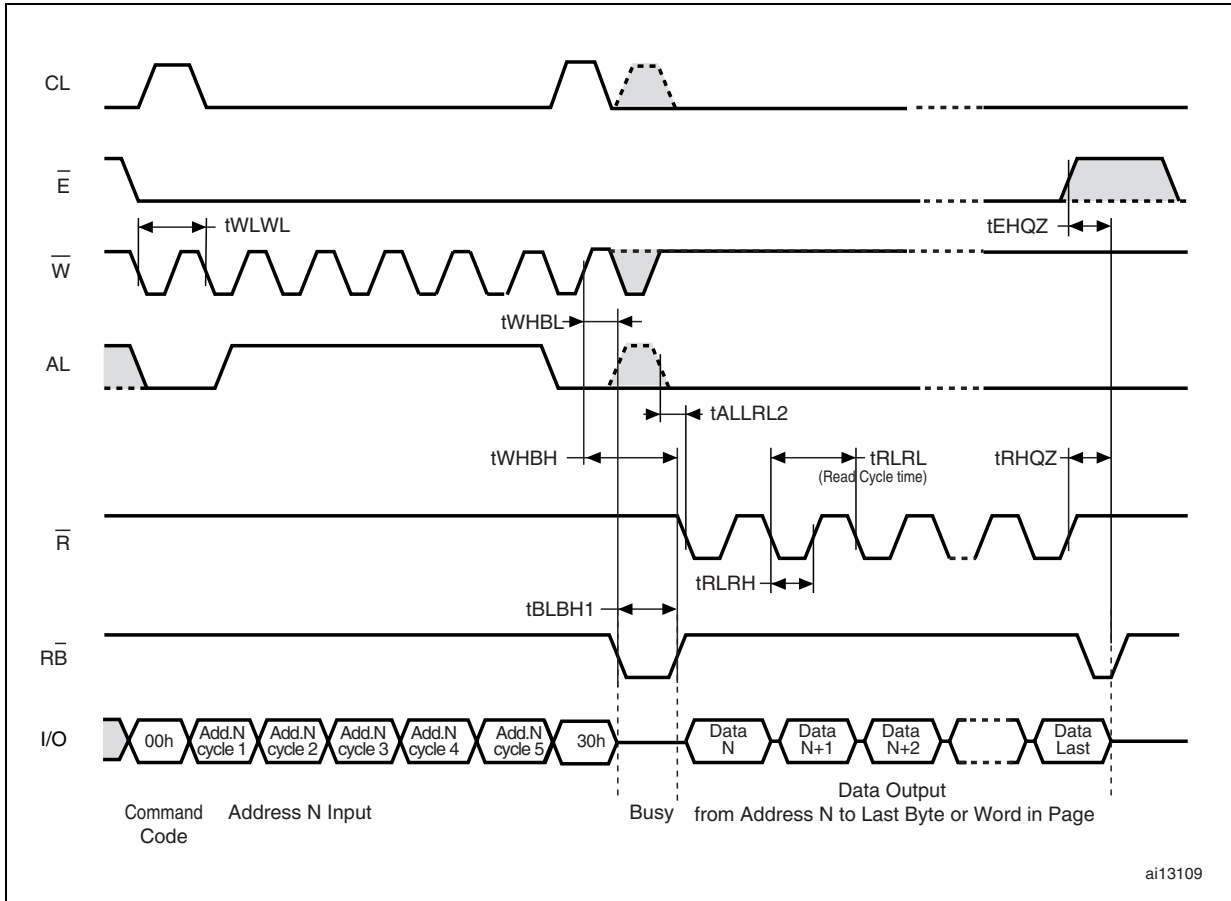 CL
E
tWLWL
tEHQZ
W
tWHBL
AL
tALLRL2
tWHBH
tRLRL
(Read Cycle time)
tRHQZ
R
tRLRH
tBLBH1
RB
I/O
00h
Add.N
cycle 1
Add.N
cycle 2
Add.N
cycle 3
Add.N
cycle 4
Add.N
cycle 5
30h
Data
N
Data
N+1
Data
N+2
Data
Last
Command
Code
Address N Input
Busy
Data Output
from Address N to Last Byte or Word in Page
ai13109